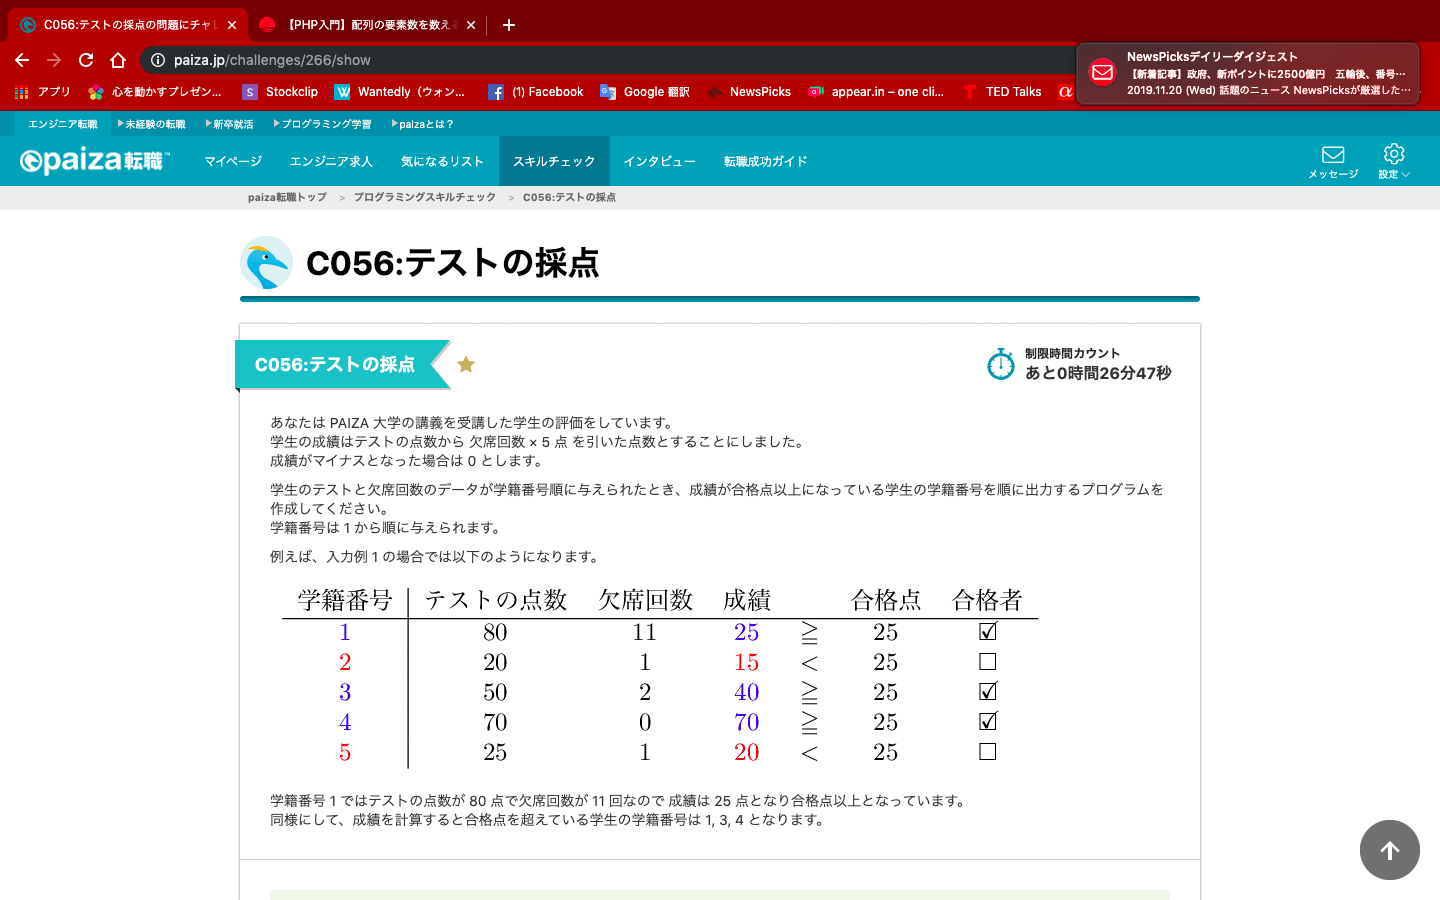 C056:テストの採点の問題にチャレ
【PHP入門】配列の要素数を数える
paiza.jp/challenges/266/show
NewsPicksデイリーダイジェスト
【新着記事】政府、新ポイントに2500億円 五輪後、番号…
2019.11.20 (Wed) 話題のニュース NewsPicksが厳選した…
アプリ
心を動かすプレゼン…
Stockclip
Wantedly（ウォン…
(1) Facebook
Google 翻訳
NewsPicks
appear.in – one cli…
TED Talks
エンジニア転職
未経験の転職
新卒就活
プログラミング学習
paizaとは？
paiza転職
マイページ
エンジニア求人
気になるリスト
スキルチェック
インタビュー
転職成功ガイド
メッセージ
設定
paiza転職トップ > プログラミングスキルチェック > C056:テストの採点
C056:テストの採点
C056:テストの採点
制限時間カウント
あと0時間26分47秒
あなたは PAIZA 大学の講義を受講した学生の評価をしています。
学生の成績はテストの点数から 欠席回数 × 5 点 を引いた点数とすることにしました。
成績がマイナスとなった場合は 0 とします。
学生のテストと欠席回数のデータが学籍番号順に与えられたとき、成績が合格点以上になっている学生の学籍番号を順に出力するプログラムを
作成してください。
学籍番号は 1 から順に与えられます。
例えば、入力例 1 の場合では以下のようになります。
学籍番号 テストの点数 欠席回数 成績 合格点 合格者
1 80 11 25 ≧ 25 ☑
2 20 1 15 < 25 ☐
3 50 2 40 ≧ 25 ☑
4 70 0 70 ≧ 25 ☑
5 25 1 20 < 25 ☐
学籍番号 1 ではテストの点数が 80 点で欠席回数が 11 回なので 成績は 25 点となり合格点以上となっています。
同様にして、成績を計算すると合格点を超えている学生の学籍番号は 1, 3, 4 となります。